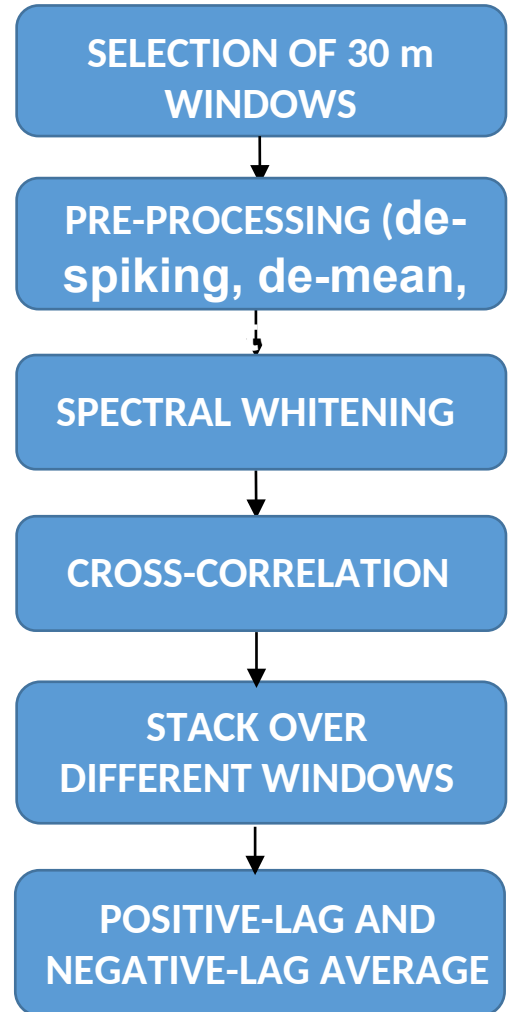 SELECTION OF 30 m
WINDOWS
PRE-PROCESSING (de-
spiking, de-mean,
SPECTRAL WHITENING
CROSS-CORRELATION
STACK OVER
DIFFERENT WINDOWS
POSITIVE-LAG AND
NEGATIVE-LAG AVERAGE